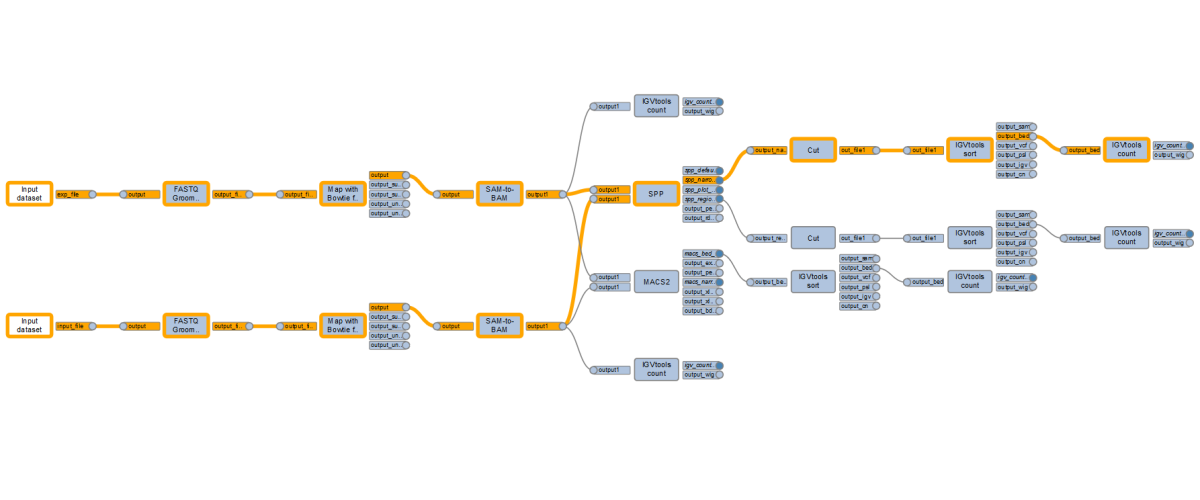 IGVtools
count
output1
igv_count..
output_wig
output_na..
Cut
out_file1
out_file1
IGVtools
sort
output_sam
output_bed
output_vcf
output_psl
output_igv
output_cn
output_bed
IGVtools
count
igv_count..
output_wig
Input
dataset
exp_file
output
FASTQ
Groom..
output_fi..
output_fi..
Map with
Bowtie f..
output
output_su..
output_su..
output_un..
output_un..
output
SAM-to-
BAM
output1
output1
output1
SPP
spp_defau..
spp_narro..
spp_plot_..
spp_regio..
output_pe..
output_rd..
output_re..
Cut
out_file1
out_file1
IGVtools
sort
output_sam
output_bed
output_vcf
output_psl
output_igv
output_cn
output_bed
IGVtools
count
igv_count..
output_wig
output1
output1
MACS2
macs_bed_..
output_ex..
output_pe..
macs_narr..
output_xl..
output_xl..
output_bd..
output_be..
IGVtools
sort
output_sam
output_bed
output_vcf
output_psl
output_igv
output_cn
output_bed
IGVtools
count
igv_count..
output_wig
Input
dataset
input_file
output
FASTQ
Groom..
output_fi..
output_fi..
Map with
Bowtie f..
output
output_su..
output_su..
output_un..
output_un..
output
SAM-to-
BAM
output1
output1
IGVtools
count
igv_count..
output_wig